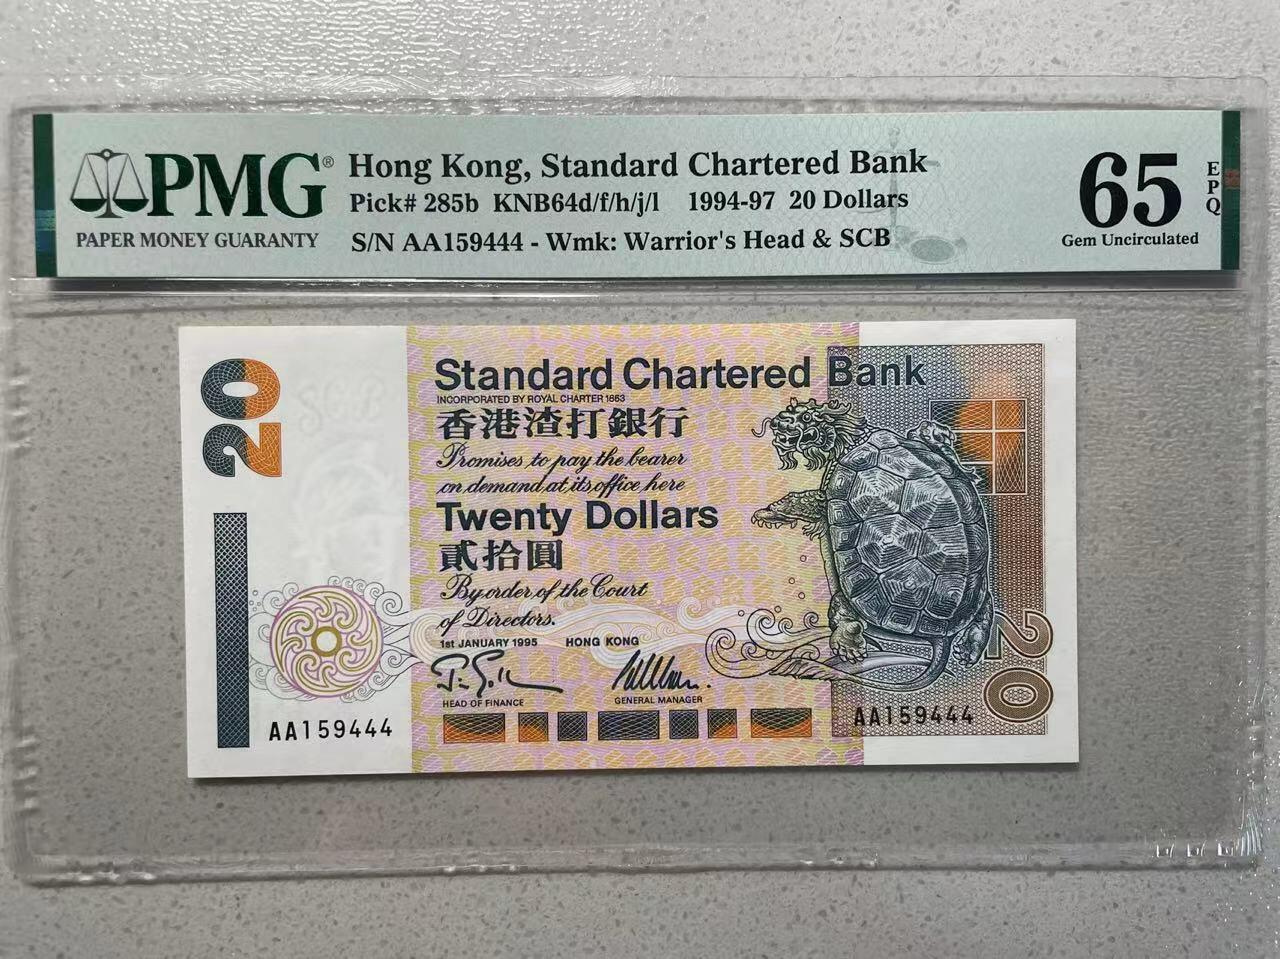 PMG®
PAPER MONEY GUARANTY
Hong Kong, Standard Chartered Bank
Pick# 285b KNB64d/f/h/j/l 1994-97 20 Dollars
S/N AA159444 - Wmk: Warrior's Head & SCB
65
EPQ
Gem Uncirculated
20
Standard Chartered Bank
INCORPORATED BY ROYAL CHARTER 1853
香港渣打銀行
Promises to pay the bearer
on demand at its office here
Twenty Dollars
貳拾圓
By order of the Court
of Directors.
1st JANUARY 1995 HONG KONG
HEAD OF FINANCE
GENERAL MANAGER
AA159444
AA159444
20